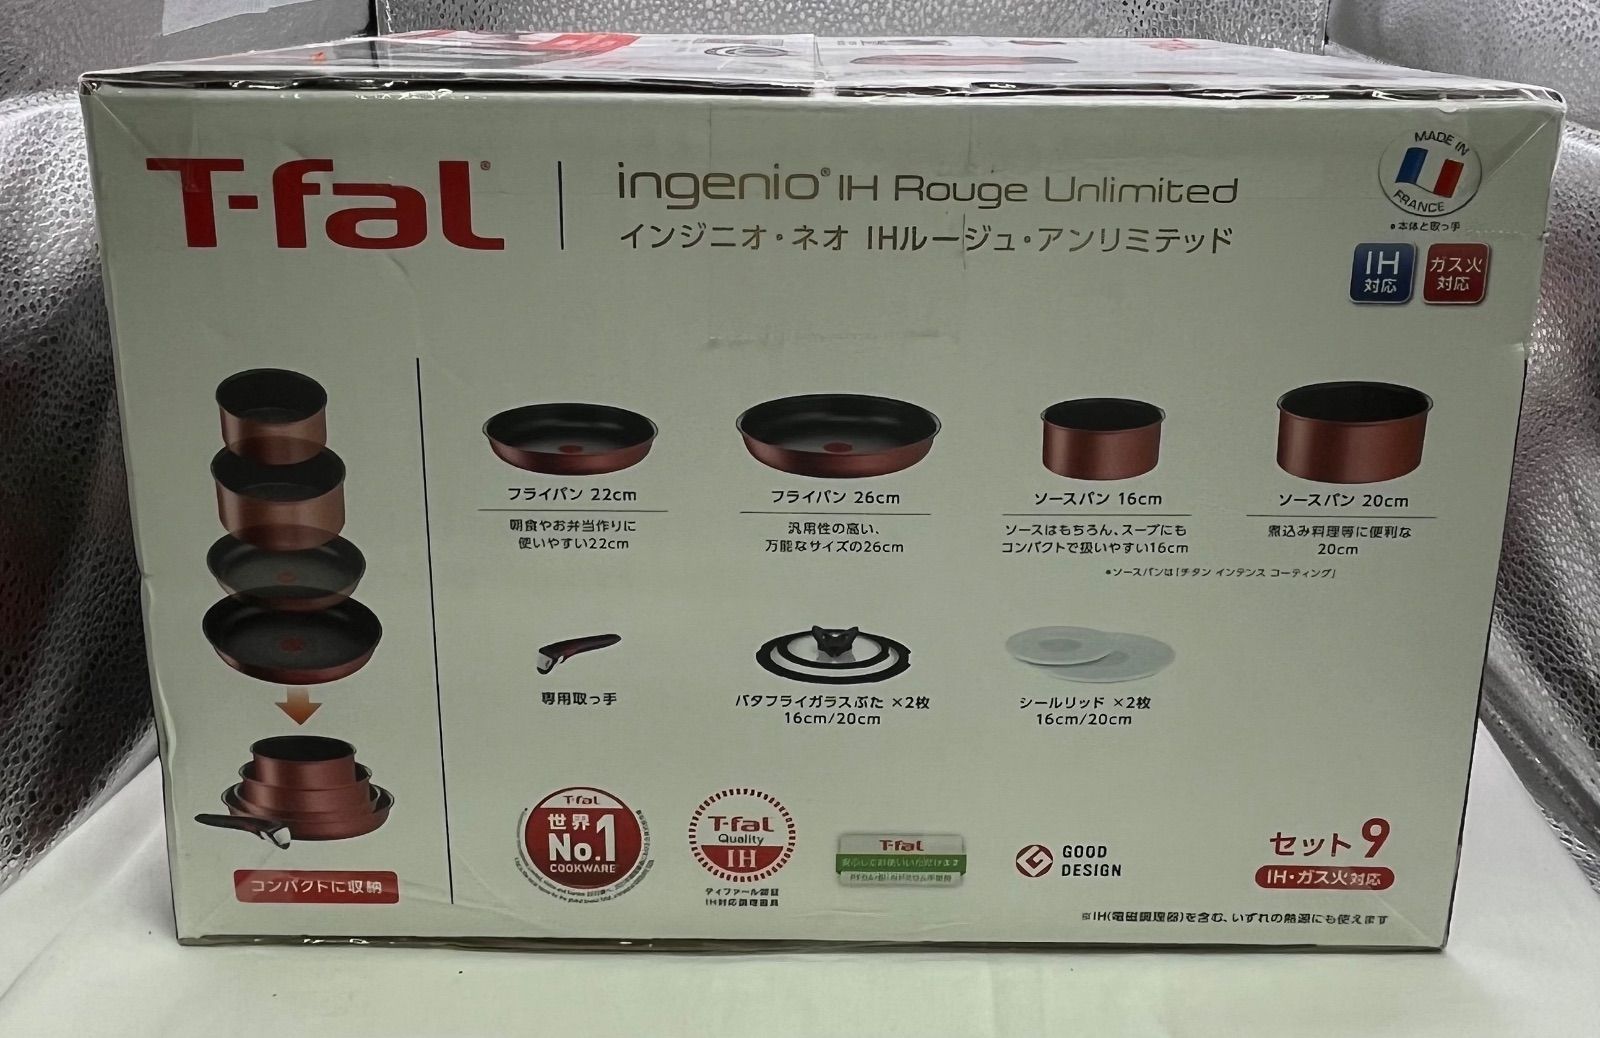 T-fal®
ingenio® IH Rouge Unlimited
インジニオ・ネオ IHルージュ・アンリミテッド
MADE IN
FRANCE
●本体と取っ手
IH
対応
ガス火
対応
フライパン 22cm
朝食やお弁当作りに
使いやすい22cm
フライパン 26cm
汎用性の高い、
万能なサイズの26cm
ソースパン 16cm
ソースはもちろん、スープにも
コンパクトで扱いやすい16cm
ソースパン 20cm
煮込み料理等に便利な
20cm
●ソースパンは「チタン インテンス コーティング」
専用取っ手
バタフライガラスぶた ×2枚
16cm/20cm
シールリッド ×2枚
16cm/20cm
コンパクトに収納
T-fal
世界
No.1
COOKWARE
T-fal
Quality
IH
ティファール認証
IH対応調理器具
T-fal
安心してお使いいただけます
GOOD
DESIGN
セット9
IH・ガス火対応
※IH(電磁調理器)を含む、いずれの熱源にも使えます